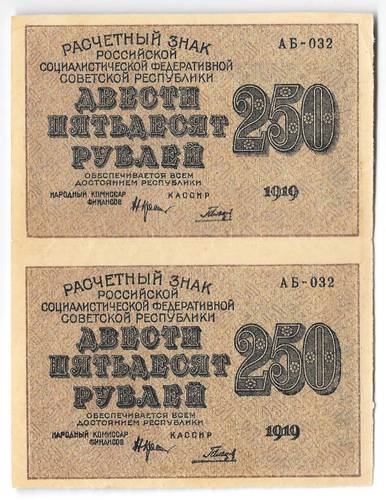 РАСЧЕТНЫЙ ЗНАК АБ-032
РОССИЙСКОЙ
СОЦИАЛИСТИЧЕСКОЙ ФЕДЕРАТИВНОЙ
СОВЕТСКОЙ РЕСПУБЛИКИ
ДВЕСТИ 250
ПЯТЬДЕСЯТ
РУБЛЕЙ
ОБЕСПЕЧИВАЕТСЯ ВСЕМ
ДОСТОЯНИЕМ РЕСПУБЛИКИ
НАРОДНЫЙ КОМИССАР КАССИР 1919
ФИНАНСОВ
РАСЧЕТНЫЙ ЗНАК АБ-032
РОССИЙСКОЙ
СОЦИАЛИСТИЧЕСКОЙ ФЕДЕРАТИВНОЙ
СОВЕТСКОЙ РЕСПУБЛИКИ
ДВЕСТИ 250
ПЯТЬДЕСЯТ
РУБЛЕЙ
ОБЕСПЕЧИВАЕТСЯ ВСЕМ
ДОСТОЯНИЕМ РЕСПУБЛИКИ
НАРОДНЫЙ КОМИССАР КАССИР 1919
ФИНАНСОВ